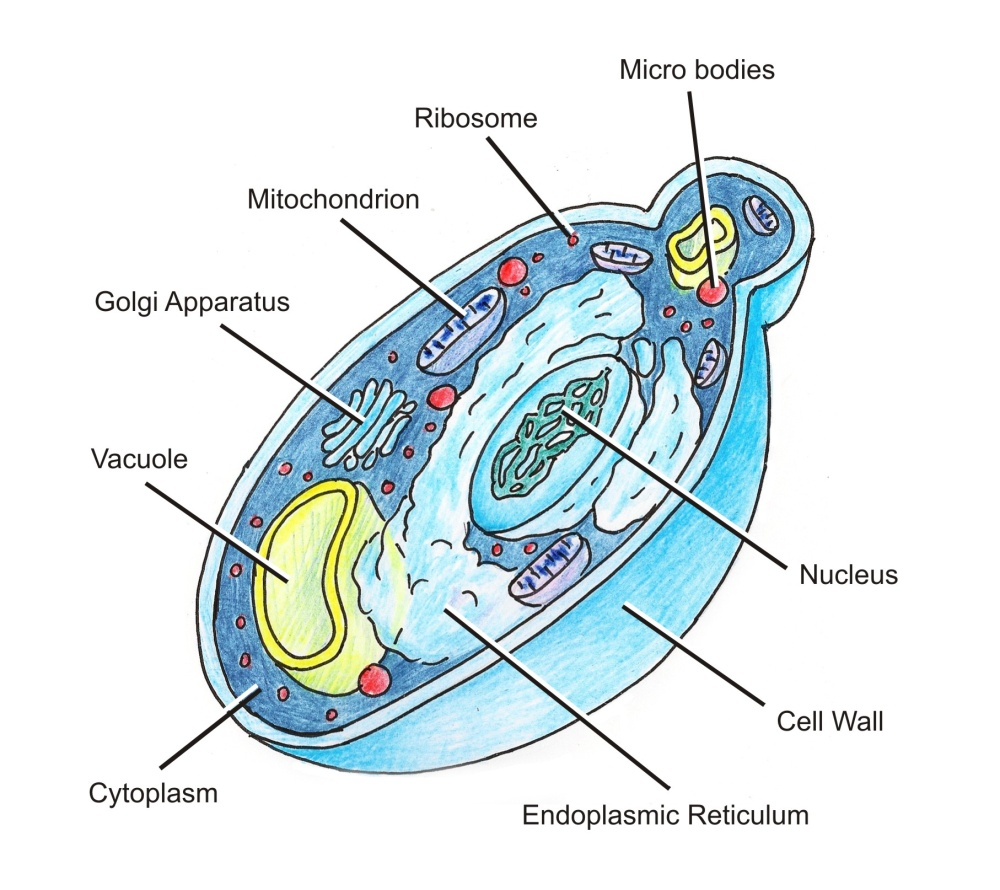 Micro bodies
Ribosome
Mitochondrion
Golgi Apparatus
Vacuole
Nucleus
Cell Wall
Cytoplasm
Endoplasmic Reticulum